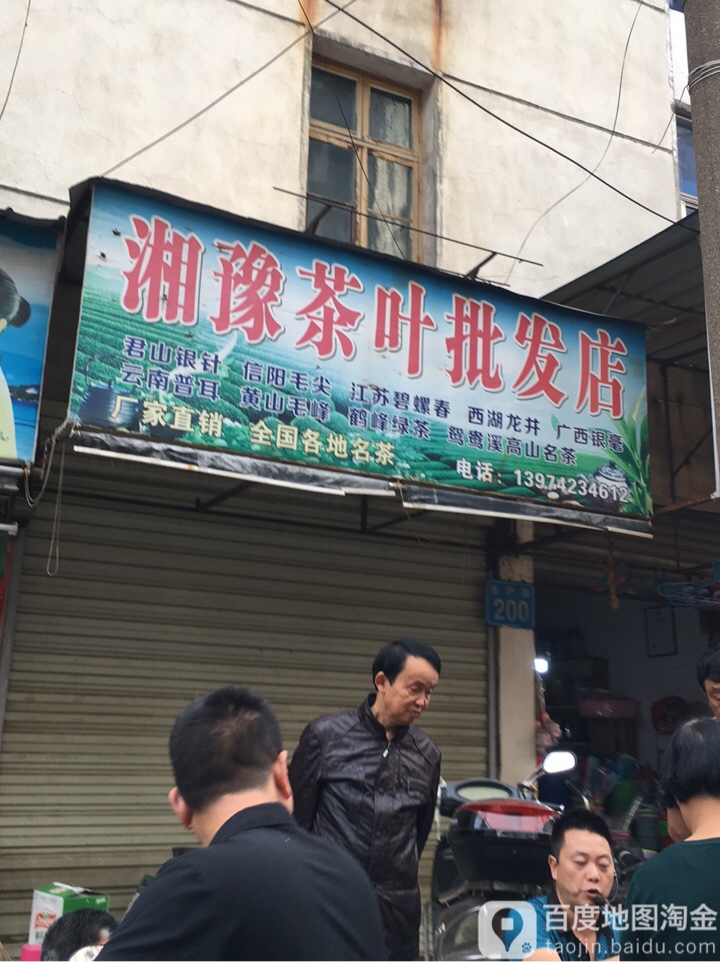 湘豫茶叶批发店
君山银针 信阳毛尖 江苏碧螺春 西湖龙井 广西银毫
云南普耳 黄山毛峰 鹤峰绿茶 鸳鸯溪高山名茶
厂家直销 全国各地名茶
电话：13974234612
200
百度地图淘金
taojin.baidu.com